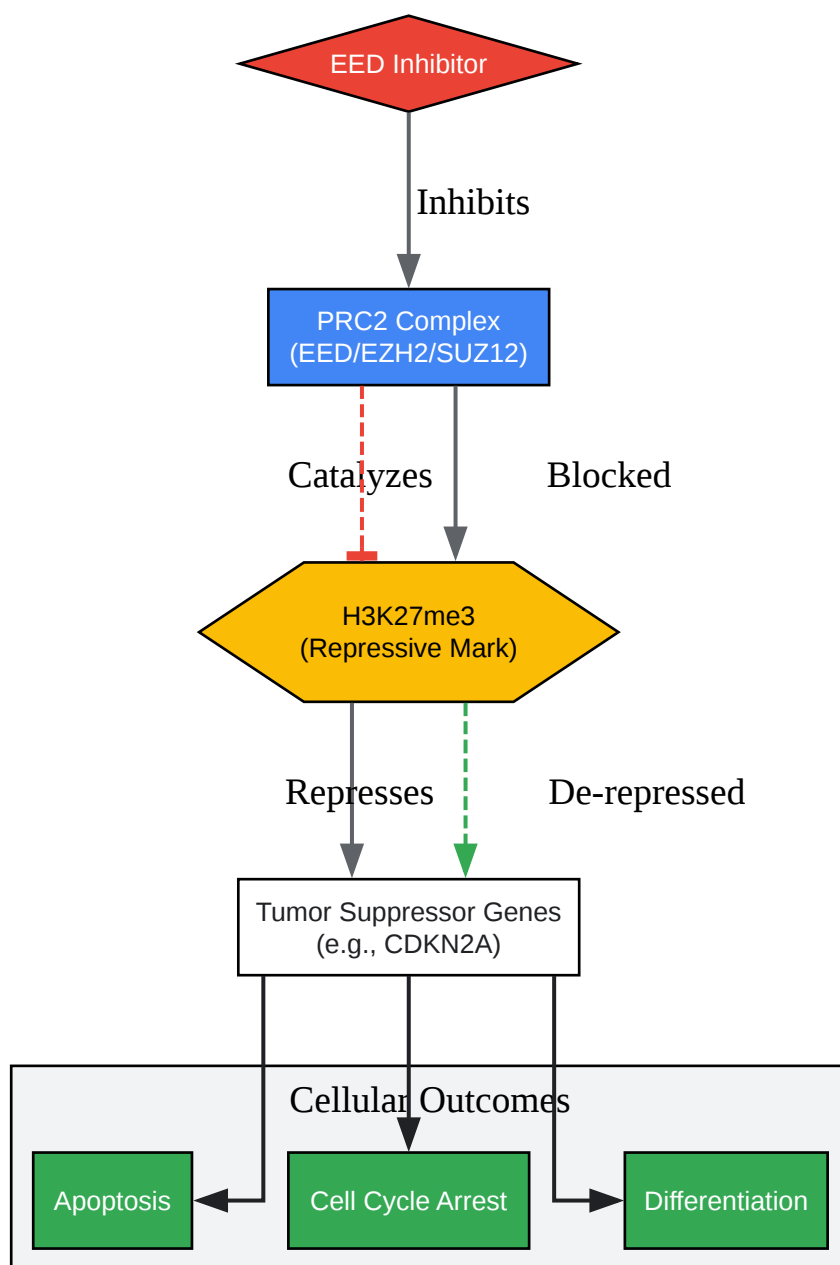 EED Inhibitor
Inhibits
PRC2 Complex
(EED/EZH2/SUZ12)
Catalyzes
Blocked
H3K27me3
(Repressive Mark)
Represses
De-repressed
Tumor Suppressor Genes
(e.g., CDKN2A)
Cellular Outcomes
Apoptosis
Cell Cycle Arrest
Differentiation